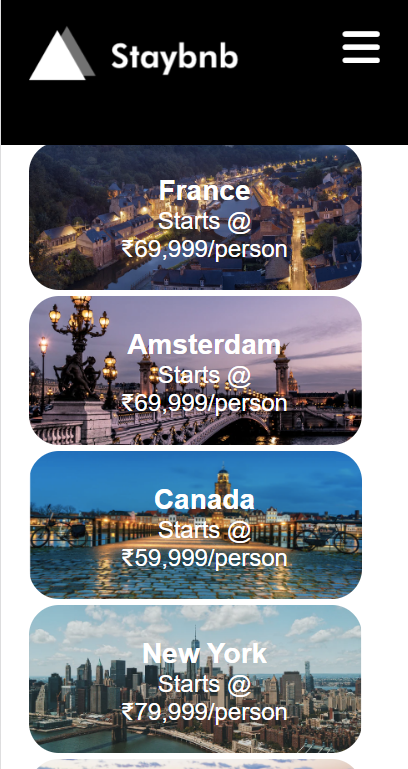 Staybnb
France
Starts @
₹69,999/person
Amsterdam
Starts @
₹69,999/person
Canada
Starts @
₹59,999/person
New York
Starts @
₹79,999/person